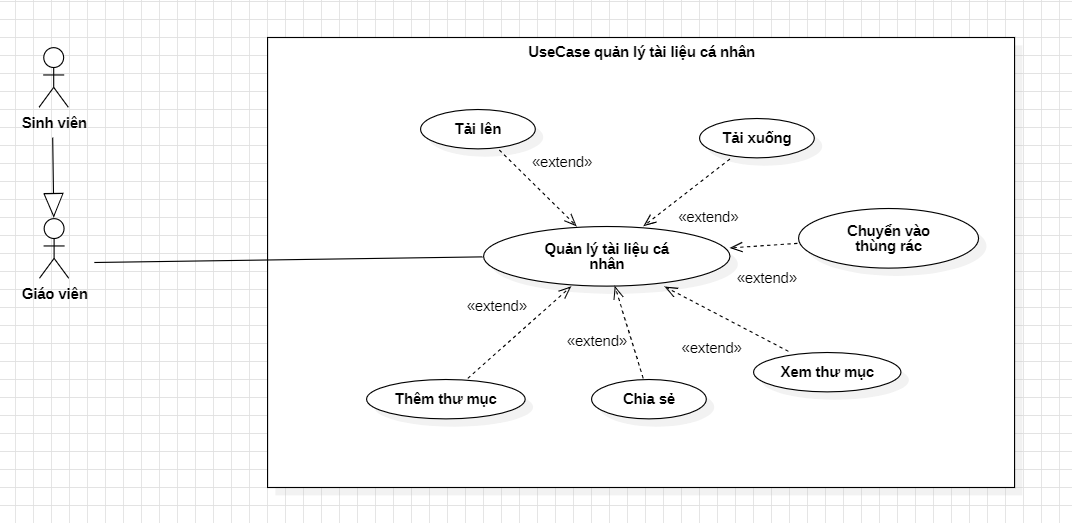 UseCase quản lý tài liệu cá nhân
Sinh viên
Giáo viên
Tải lên
Tải xuống
«extend»
«extend»
Chuyển vào
thùng rác
Quản lý tài liệu cá
nhân
«extend»
«extend»
«extend»
«extend»
Xem thư mục
Thêm thư mục
Chia sẻ